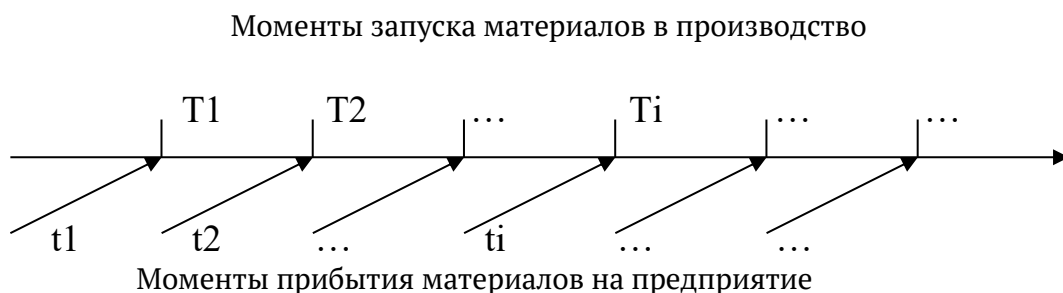 Моменты запуска материалов в производство
T1 T2 … Ti … …
t1 t2 … ti … …
Моменты прибытия материалов на предприятие